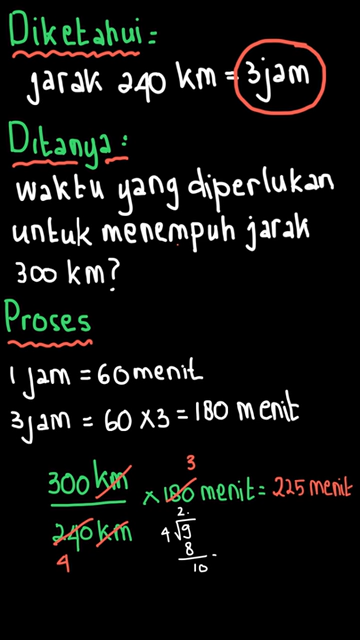 Diketahui:
jarak 240 km = 3 jam
Ditanya:
waktu yang diperlukan
untuk menempuh jarak
300 km?
Proses
1 jam = 60 menit
3 jam = 60 x 3 = 180 menit
3
300 km x 180 menit = 225 menit
240 km
4
2.
4 √9
8
10